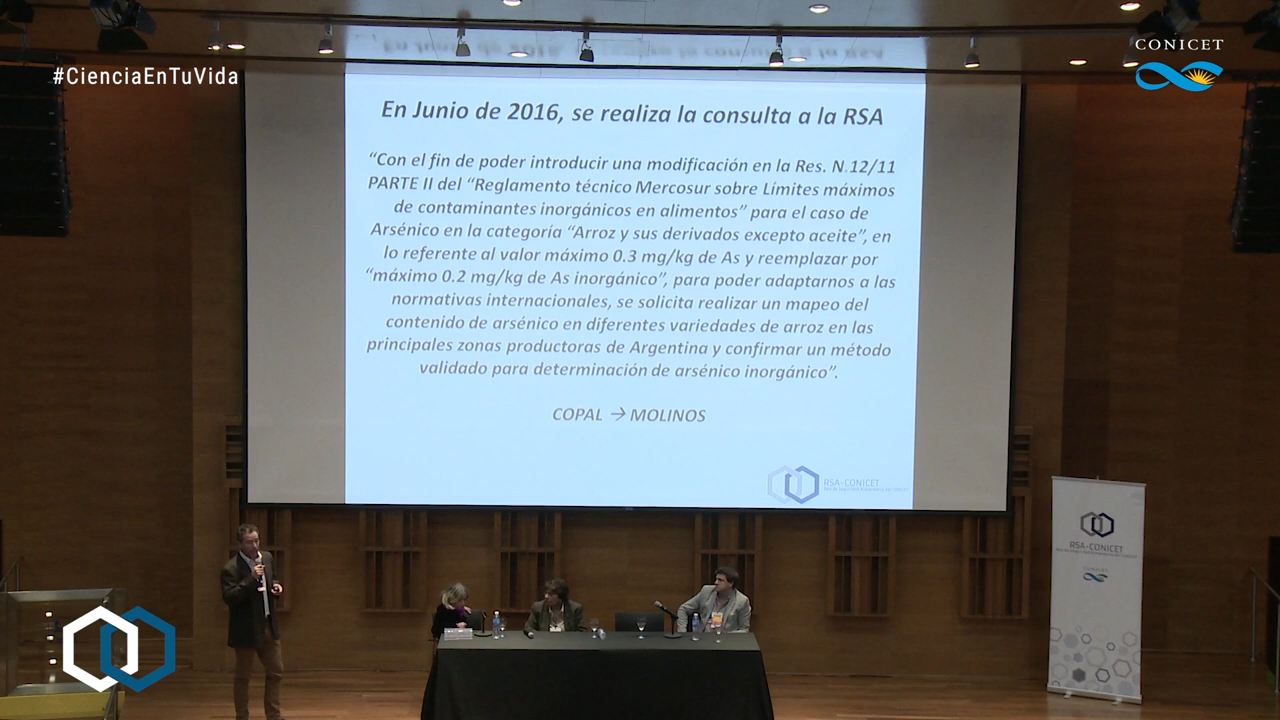 #CienciaEnTuVida
CONICET
En Junio de 2016, se realiza la consulta a la RSA
“Con el fin de poder introducir una modificación en la Res. N 12/11
PARTE II del “Reglamento técnico Mercosur sobre Límites máximos
de contaminantes inorgánicos en alimentos” para el caso de
Arsénico en la categoría “Arroz y sus derivados excepto aceite”, en
lo referente al valor máximo 0.3 mg/kg de As y reemplazar por
“máximo 0.2 mg/kg de As inorgánico”, para poder adaptarnos a las
normativas internacionales, se solicita realizar un mapeo del
contenido de arsénico en diferentes variedades de arroz en las
principales zonas productoras de Argentina y confirmar un método
validado para determinación de arsénico inorgánico”.
COPAL → MOLINOS
RSA-CONICET
RSA-CONICET
CONICET